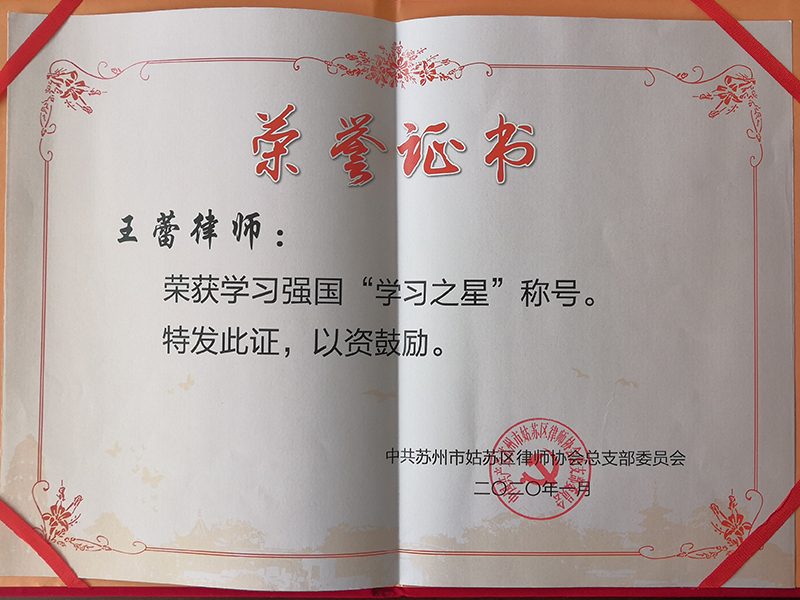 荣誉证书
王蕾律师：
荣获学习强国“学习之星”称号。
特发此证，以资鼓励。
中共苏州市姑苏区律师协会总支部委员会
二〇二〇年一月